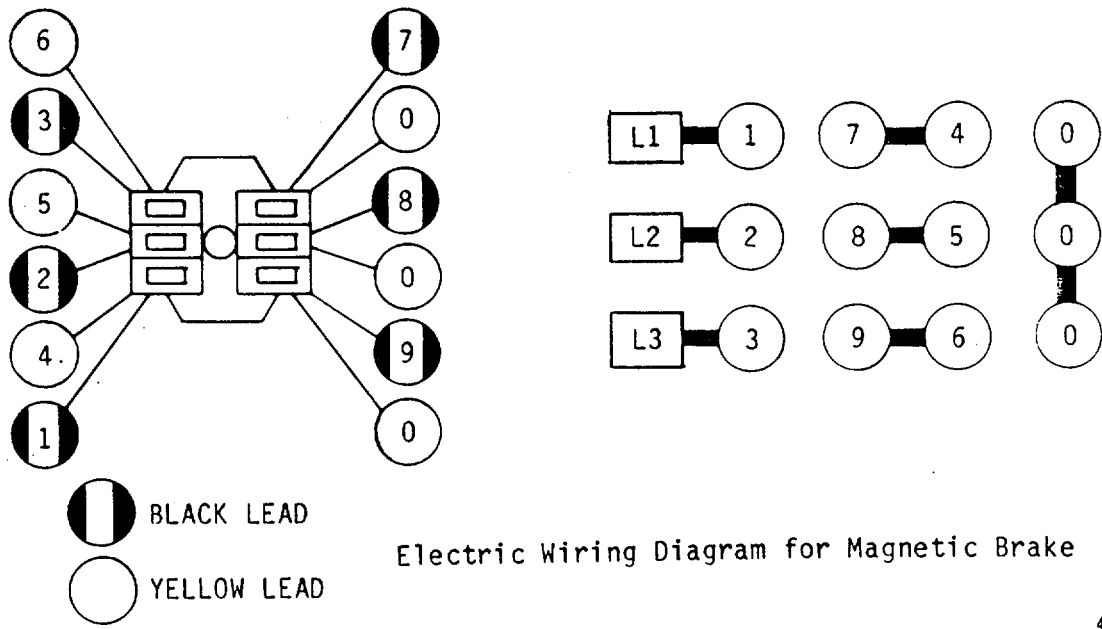 6 7
3 0
5 8
2 0
4. 9
1 0
L1 1 7 4 0
L2 2 8 5 0
L3 3 9 6 0
BLACK LEAD
YELLOW LEAD
Electric Wiring Diagram for Magnetic Brake